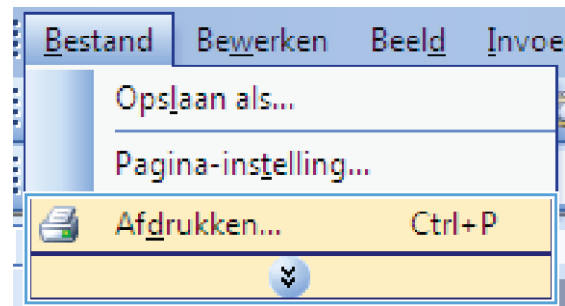 Bestand Bewerken Beeld Invoe
Opslaan als...
Pagina-instelling...
Afdrukken... Ctrl+P